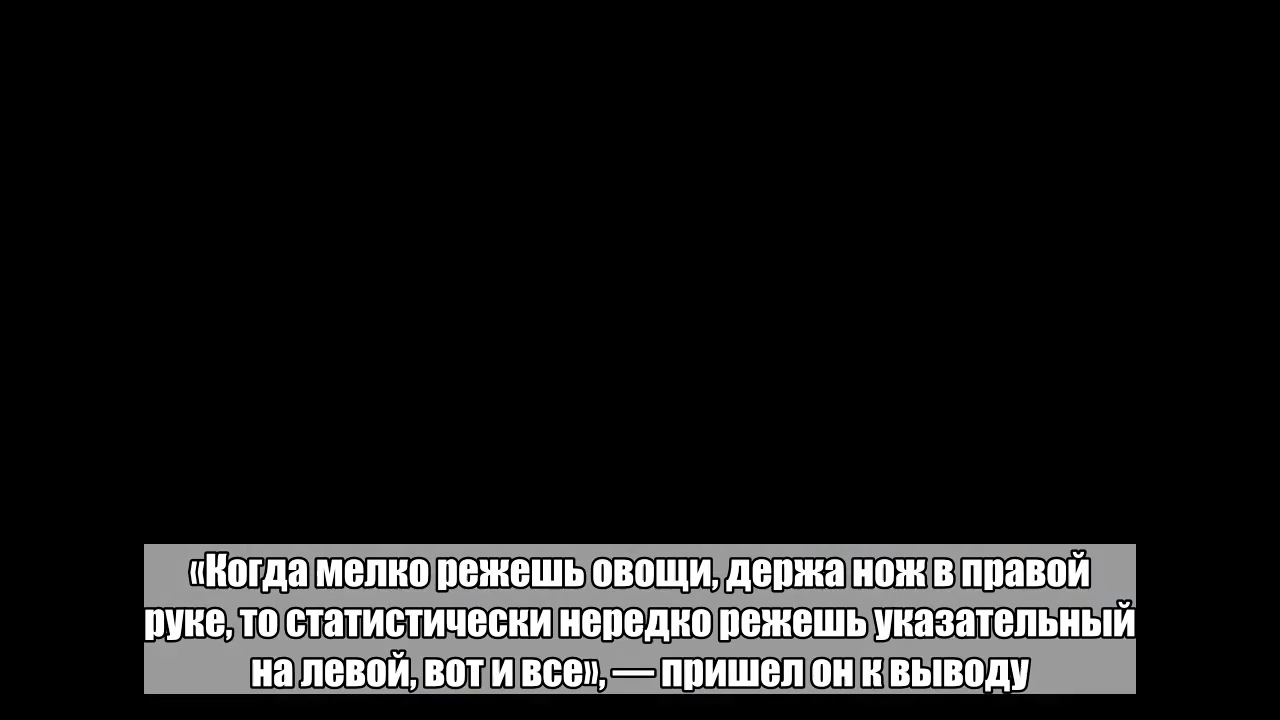 «Когда мелко режешь овощи, держа нож в правой
руке, то статистически нередко режешь указательный
на левой, вот и все», — пришел он к выводу